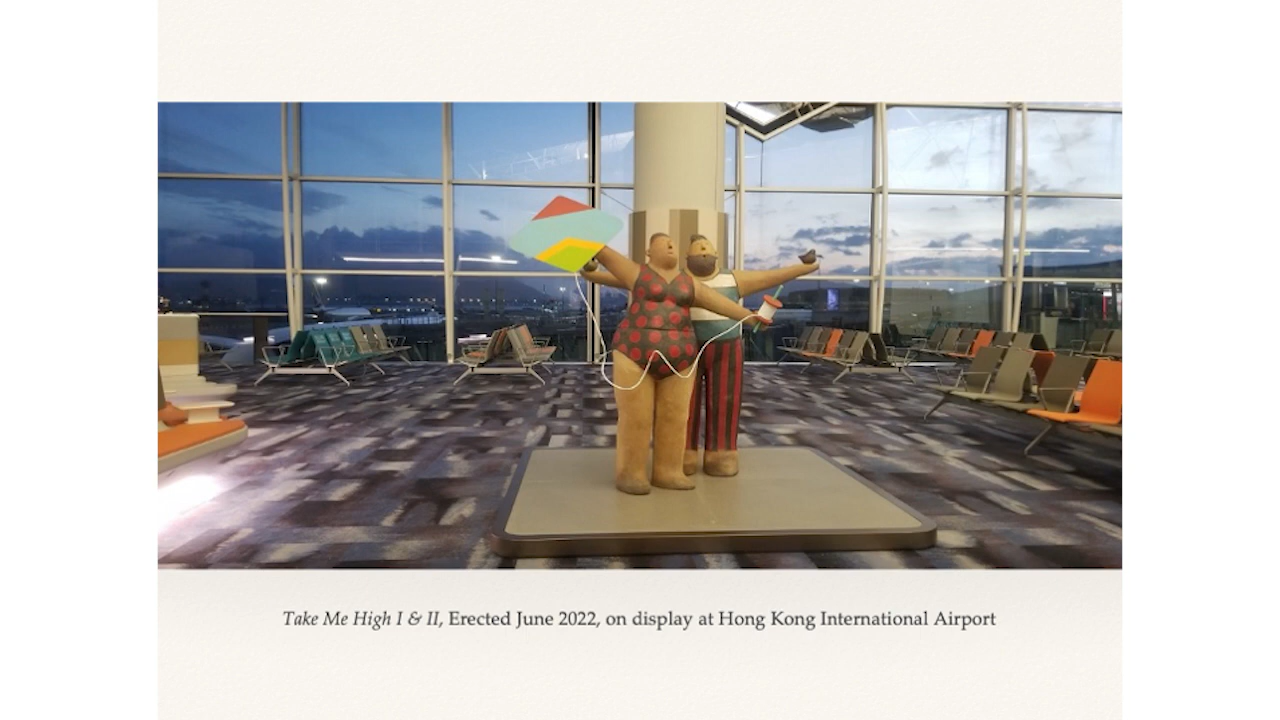 Take Me High I & II, Erected June 2022, on display at Hong Kong International Airport